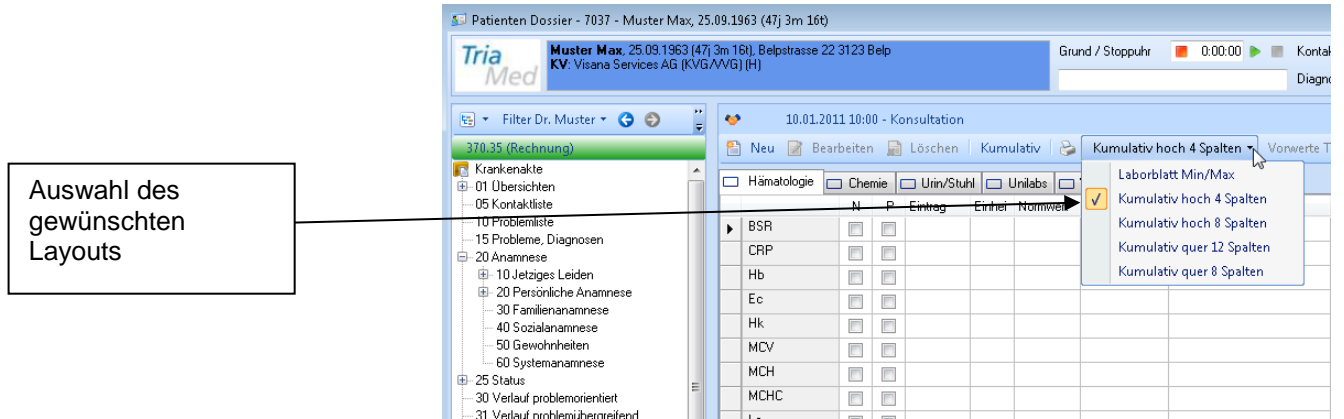 Patienten Dossier - 7037 - Muster Max, 25.09.1963 (47j 3m 16t)
Tria Med
Muster Max, 25.09.1963 (47j 3m 16t), Belpstrasse 22 3123 Belp
KV: Visana Services AG (KVG/VVG) (H)
Grund / Stoppuhr
0:00:00
Kontal
Diagno
Filter Dr. Muster
370.35 (Rechnung)
Krankenakte
01 Übersichten
05 Kontaktliste
10 Problemliste
15 Probleme, Diagnosen
20 Anamnese
10 Jetziges Leiden
20 Persönliche Anamnese
30 Familienanamnese
40 Sozialanamnese
50 Gewohnheiten
60 Systemanamnese
25 Status
30 Verlauf problemorientiert
31 Verlauf problemübergreifend
Auswahl des
gewünschten
Layouts
10.01.2011 10:00 - Konsultation
Neu Bearbeiten Löschen Kumulativ Kumulativ hoch 4 Spalten Vorwerte T
Hämatologie Chemie Urin/Stuhl Unilabs
N P Eintrag Einhei Normwert
BSR
CRP
Hb
Ec
Hk
MCV
MCH
MCHC
Laborblatt Min/Max
Kumulativ hoch 4 Spalten
Kumulativ hoch 8 Spalten
Kumulativ quer 12 Spalten
Kumulativ quer 8 Spalten